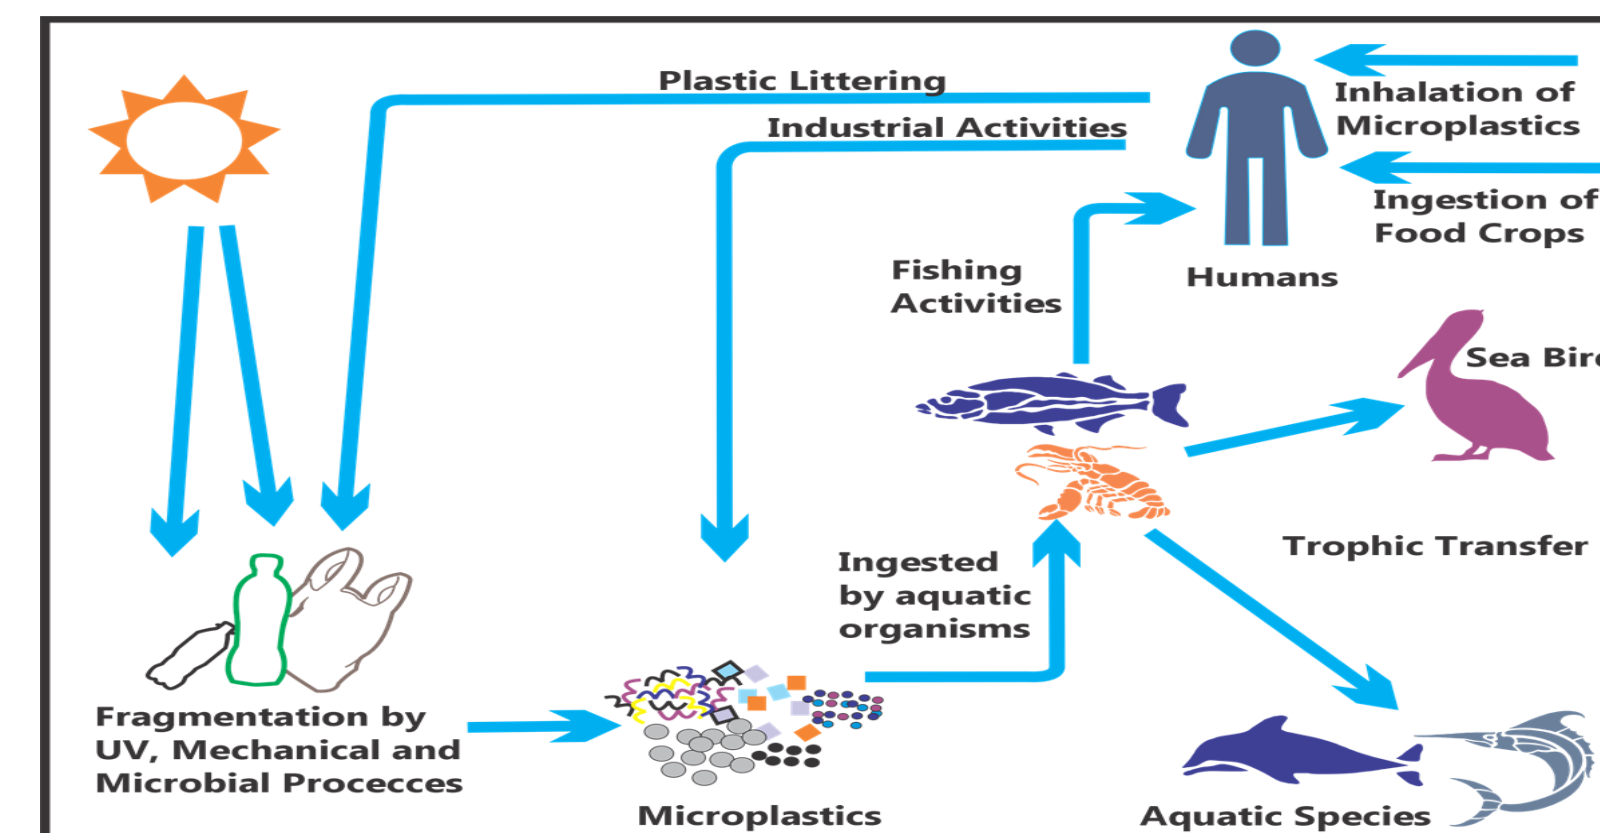 Plastic Littering
Industrial Activities
Inhalation of
Microplastics
Ingestion of
Food Crops
Humans
Fishing
Activities
Sea
Trophic Transfer
Ingested
by aquatic
organisms
Fragmentation by
UV, Mechanical and
Microbial Procecces
Microplastics
Aquatic Species